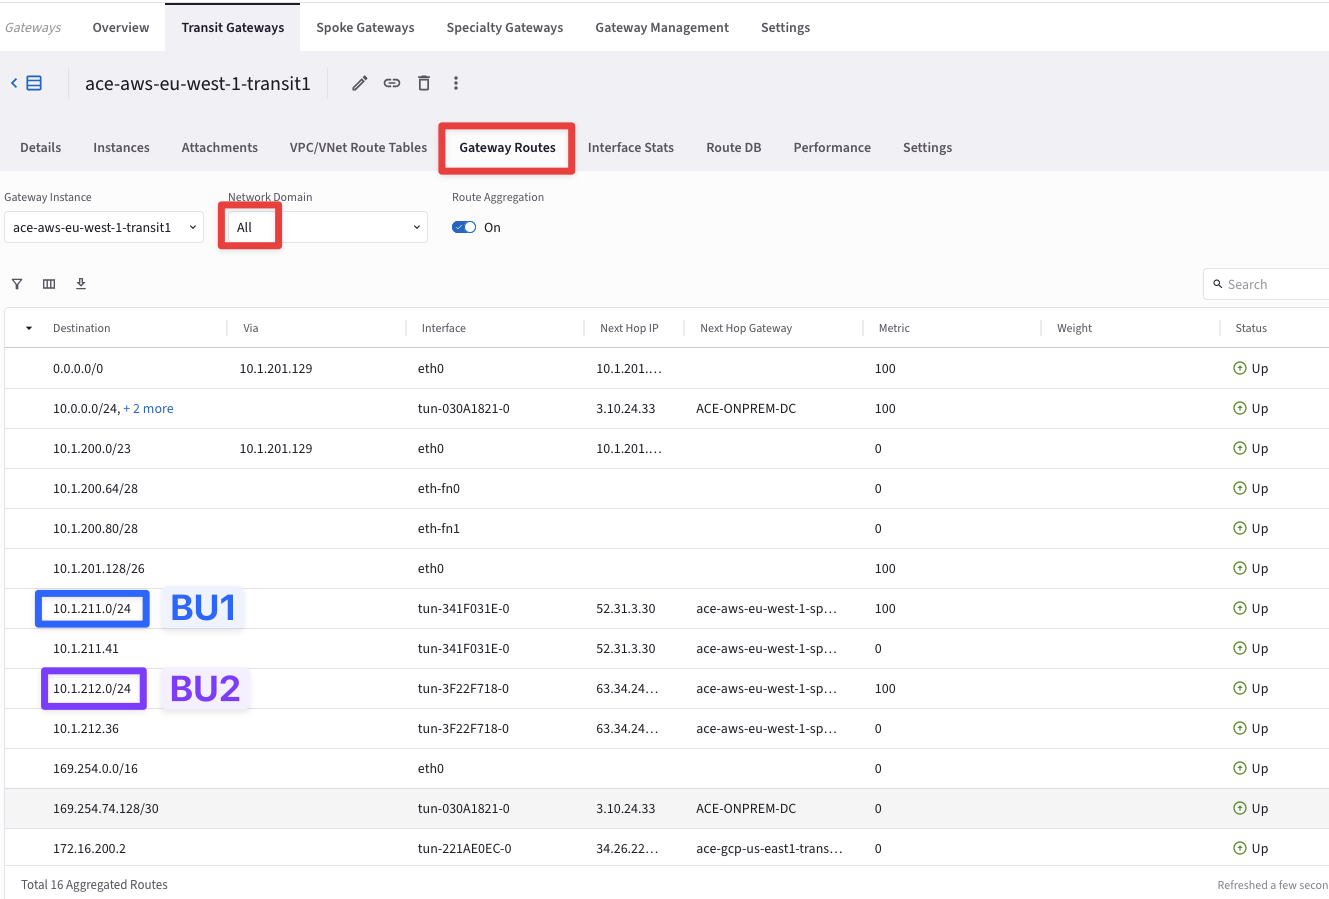 Gateways Overview Transit Gateways Spoke Gateways Specialty Gateways Gateway Management Settings
ace-aws-eu-west-1-transit1
Details Instances Attachments VPC/VNet Route Tables Gateway Routes Interface Stats Route DB Performance Settings
Gateway Instance Network Domain Route Aggregation
ace-aws-eu-west-1-transit1 All On
Search
Destination Via Interface Next Hop IP Next Hop Gateway Metric Weight Status
0.0.0.0/0 10.1.201.129 eth0 10.1.201.… 100 Up
10.0.0.0/24, + 2 more tun-030A1821-0 3.10.24.33 ACE-ONPREM-DC 100 Up
10.1.200.0/23 10.1.201.129 eth0 10.1.201.… 0 Up
10.1.200.64/28 eth-fn0 0 Up
10.1.200.80/28 eth-fn1 0 Up
10.1.201.128/26 eth0 100 Up
10.1.211.0/24 BU1 tun-341F031E-0 52.31.3.30 ace-aws-eu-west-1-sp… 100 Up
10.1.211.41 tun-341F031E-0 52.31.3.30 ace-aws-eu-west-1-sp… 0 Up
10.1.212.0/24 BU2 tun-3F22F718-0 63.34.24… ace-aws-eu-west-1-sp… 100 Up
10.1.212.36 tun-3F22F718-0 63.34.24… ace-aws-eu-west-1-sp… 0 Up
169.254.0.0/16 eth0 0 Up
169.254.74.128/30 tun-030A1821-0 3.10.24.33 ACE-ONPREM-DC 0 Up
172.16.200.2 tun-221AE0EC-0 34.26.22… ace-gcp-us-east1-trans… 0 Up
Total 16 Aggregated Routes Refreshed a few secon